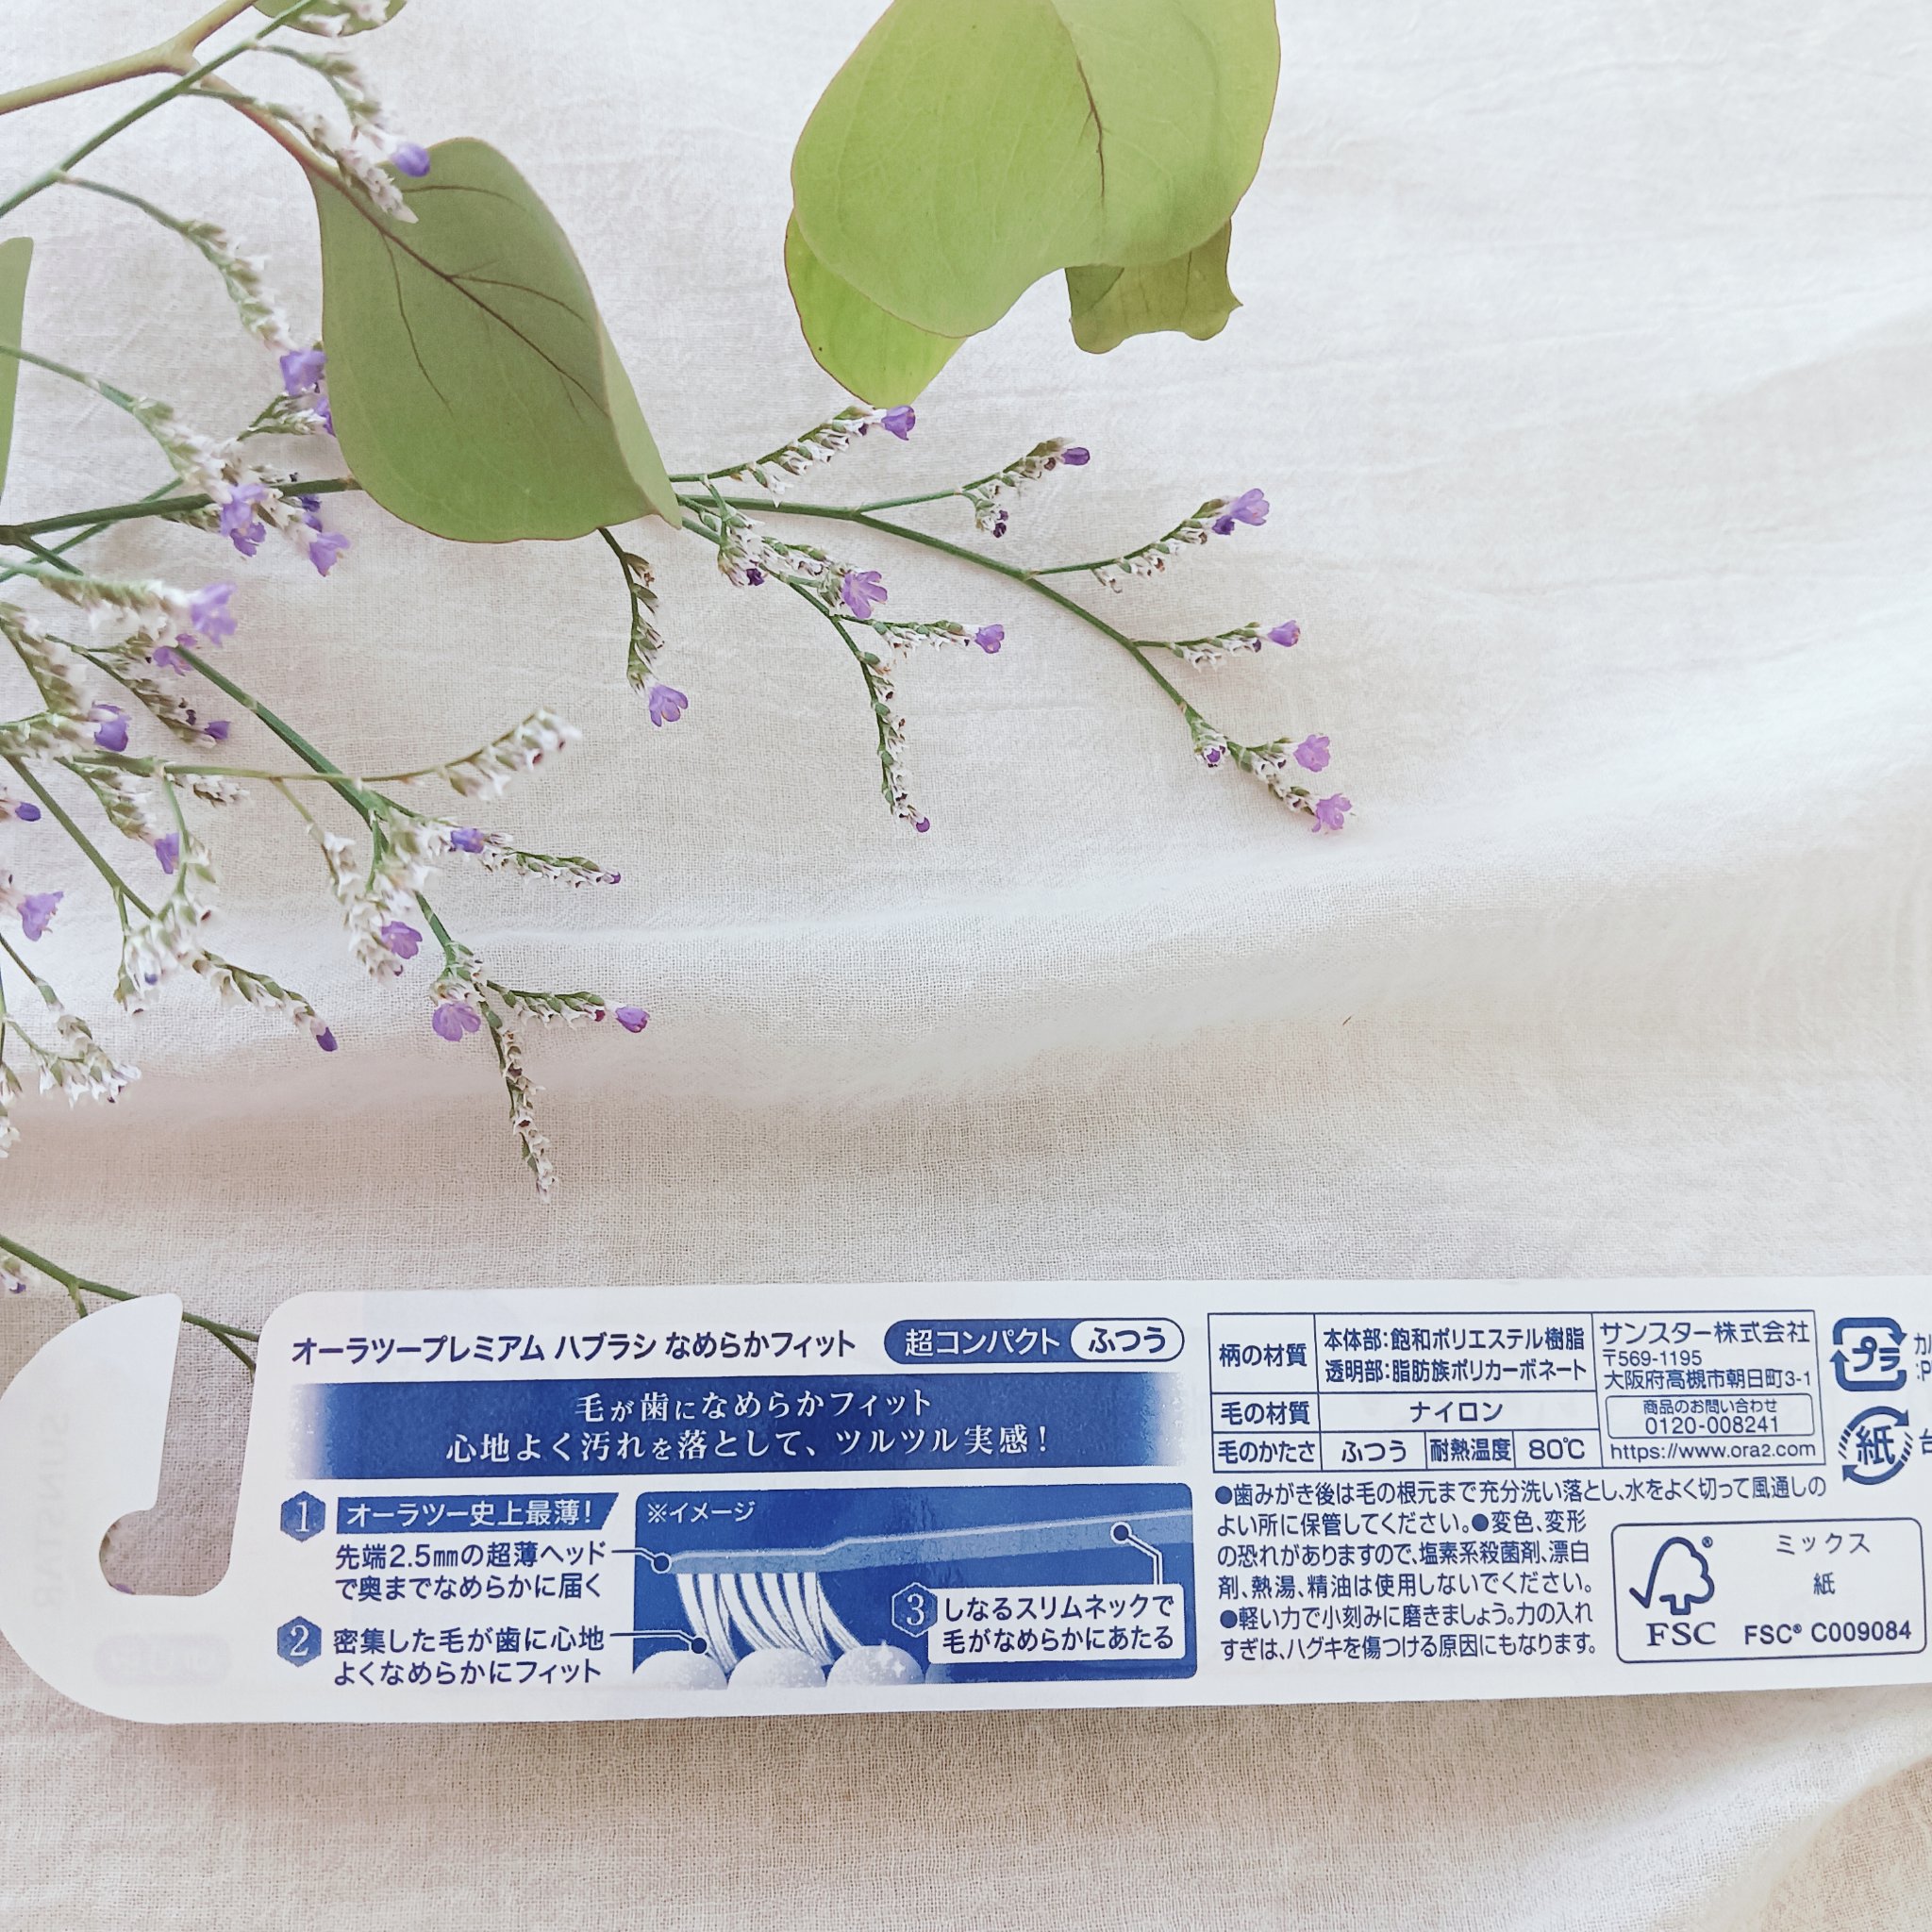 オーラツープレミアム ハブラシ なめらかフィット 超コンパクト ふつう
毛が歯になめらかフィット
心地よく汚れを落として、ツルツル実感！
1 オーラツー史上最薄！
先端2.5㎜の超薄ヘッド
で奥までなめらかに届く
2 密集した毛が歯に心地
よくなめらかにフィット
※イメージ
3 しなるスリムネックで
毛がなめらかにあたる
柄の材質 本体部:飽和ポリエステル樹脂
透明部:脂肪族ポリカーボネート
毛の材質 ナイロン
毛のかたさ ふつう 耐熱温度 80℃
サンスター株式会社
〒569-1195
大阪府高槻市朝日町3-1
商品のお問い合わせ
0120-008241
https://www.ora2.com
プラ
紙
●歯みがき後は毛の根元まで充分洗い落とし、水をよく切って風通しの
よい所に保管してください。●変色、変形
の恐れがありますので、塩素系殺菌剤、漂白
剤、熱湯、精油は使用しないでください。
●軽い力で小刻みに磨きましょう。力の入れ
すぎは、ハグキを傷つける原因にもなります。
FSC
ミックス
紙
FSC® C009084